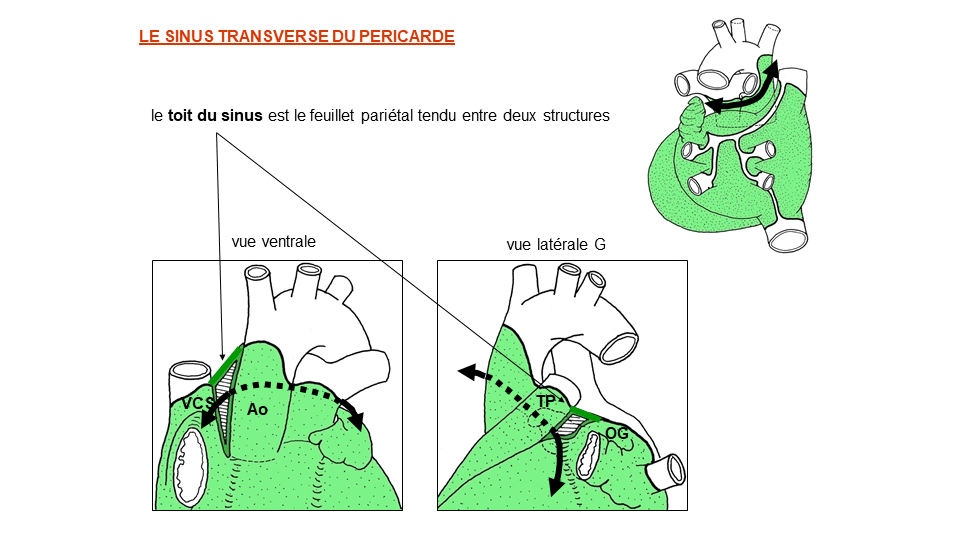 LE SINUS TRANSVERSE DU PERICARDE
le toit du sinus est le feuillet pariétal tendu entre deux structures
vue ventrale
vue latérale G
VCS
Ao
TP
OG